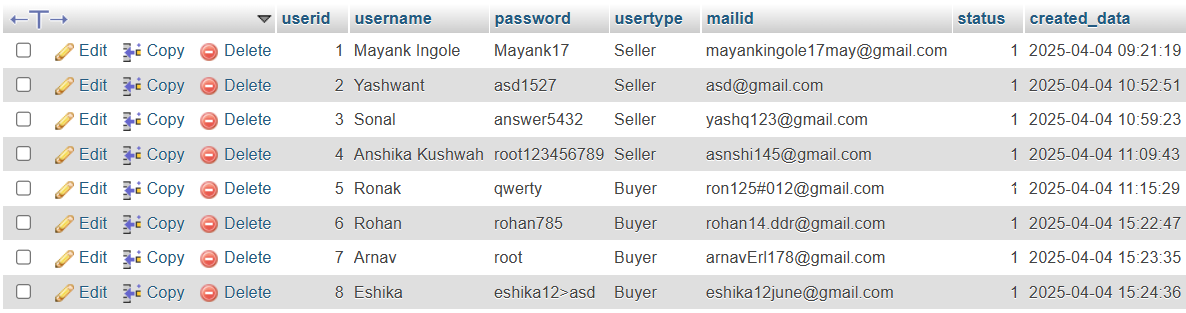 userid username password usertype mailid status created_data
Edit Copy Delete 1 Mayank Ingole Mayank17 Seller mayankingole17may@gmail.com 1 2025-04-04 09:21:19
Edit Copy Delete 2 Yashwant asd1527 Seller asd@gmail.com 1 2025-04-04 10:52:51
Edit Copy Delete 3 Sonal answer5432 Seller yashq123@gmail.com 1 2025-04-04 10:59:23
Edit Copy Delete 4 Anshika Kushwah root123456789 Seller asnshi145@gmail.com 1 2025-04-04 11:09:43
Edit Copy Delete 5 Ronak qwerty Buyer ron125#012@gmail.com 1 2025-04-04 11:15:29
Edit Copy Delete 6 Rohan rohan785 Buyer rohan14.ddr@gmail.com 1 2025-04-04 15:22:47
Edit Copy Delete 7 Arnav root Buyer arnavErl178@gmail.com 1 2025-04-04 15:23:35
Edit Copy Delete 8 Eshika eshika12>asd Buyer eshika12june@gmail.com 1 2025-04-04 15:24:36